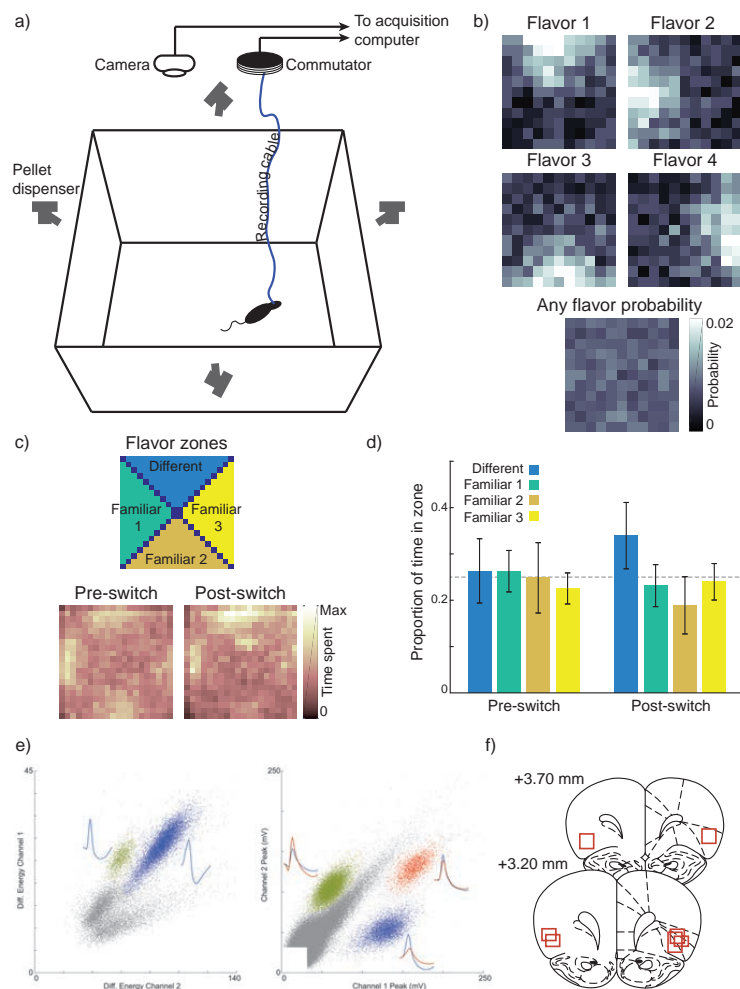 a)
To acquisition
computer
Camera
Commutator
Recording cable
Pellet
dispenser
b)
Flavor 1
Flavor 2
Flavor 3
Flavor 4
Any flavor probability
0.02
Probability
0
c)
Flavor zones
Different
Familiar
1
Familiar
3
Familiar 2
Pre-switch
Post-switch
Max
Time spent
0
d)
Different
Familiar 1
Familiar 2
Familiar 3
Proportion of time in zone
0.4
0.2
0
Pre-switch
Post-switch
e)
45
Diff. Energy Channel 1
0
Diff. Energy Channel 2
140
250
Channel 2 Peak (mV)
0
Channel 1 Peak (mV)
250
f)
+3.70 mm
+3.20 mm